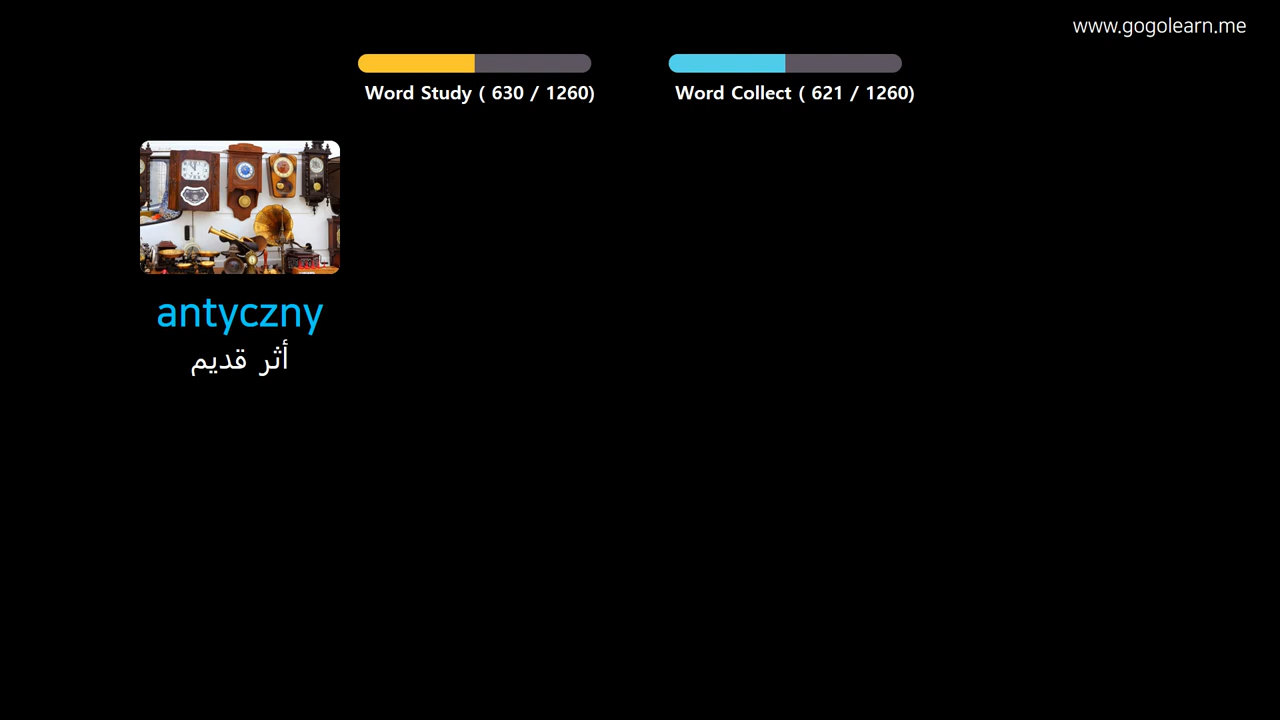 www.gogolearn.me
Word Study ( 630 / 1260)
Word Collect ( 621 / 1260)
antyczny
أثر قديم